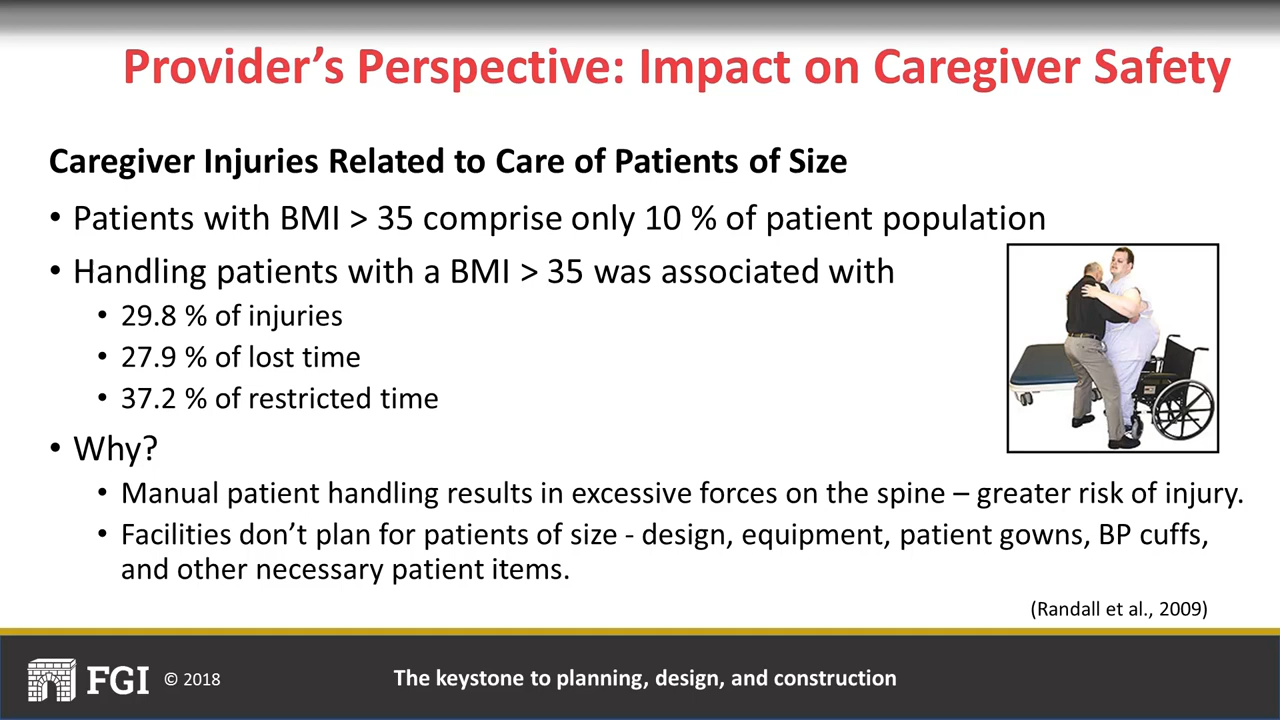 Provider’s Perspective: Impact on Caregiver Safety
Caregiver Injuries Related to Care of Patients of Size
• Patients with BMI > 35 comprise only 10 % of patient population
• Handling patients with a BMI > 35 was associated with
• 29.8 % of injuries
• 27.9 % of lost time
• 37.2 % of restricted time
• Why?
• Manual patient handling results in excessive forces on the spine – greater risk of injury.
• Facilities don’t plan for patients of size - design, equipment, patient gowns, BP cuffs,
and other necessary patient items.
(Randall et al., 2009)
FGI © 2018
The keystone to planning, design, and construction